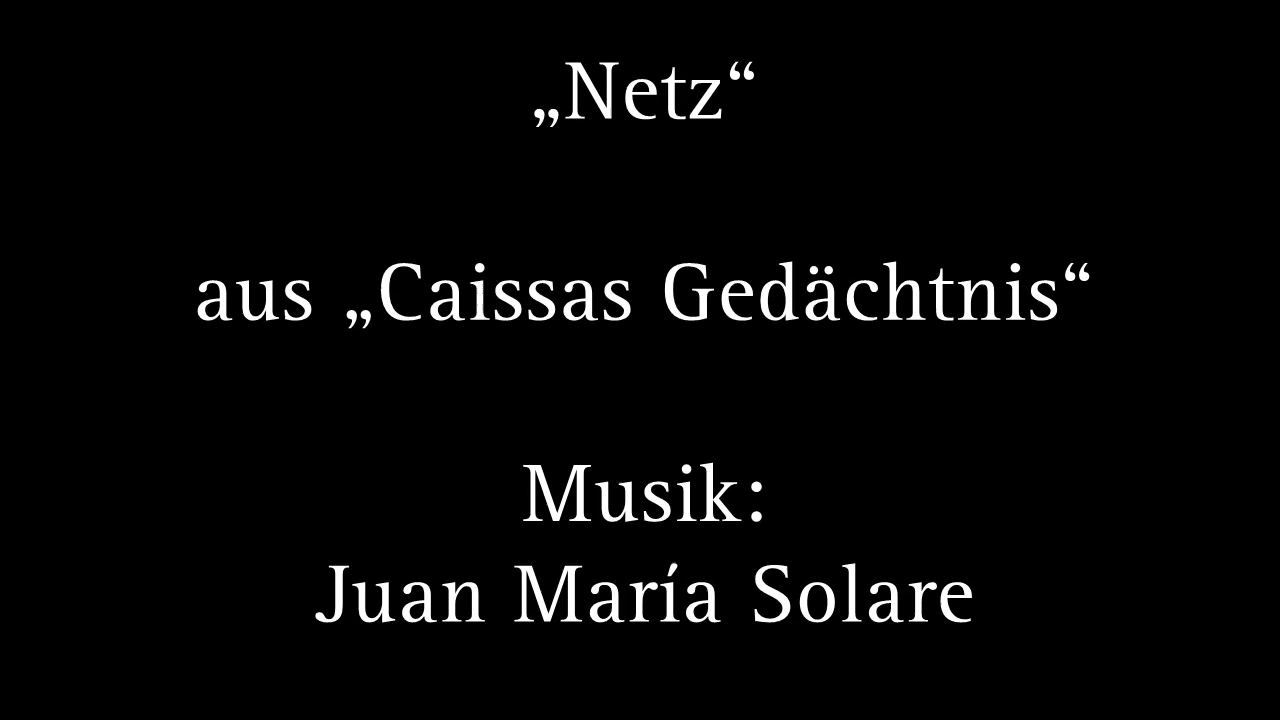 „Netz“
aus „Caissas Gedächtnis“
Musik:
Juan María Solare